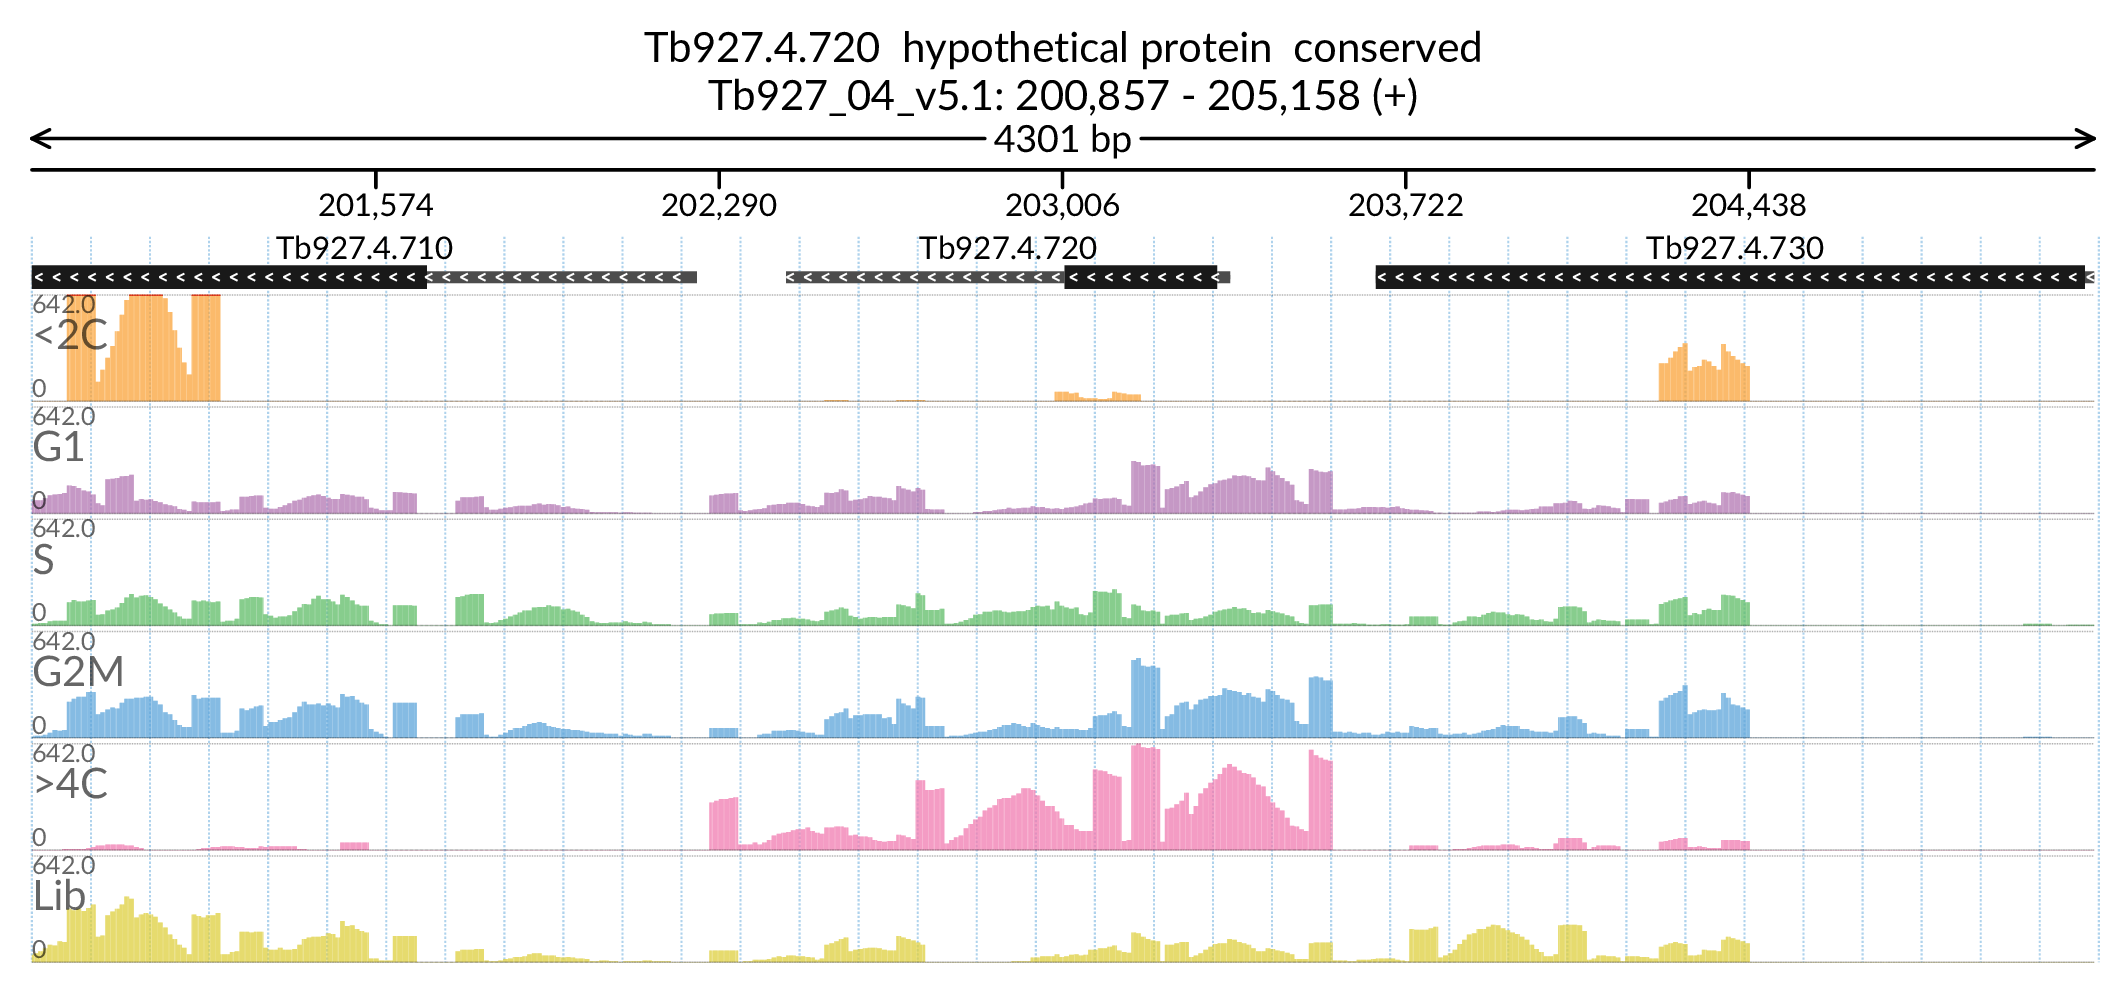 Tb927.4.720 hypothetical protein conserved
Tb927_04_v5.1: 200,857 - 205,158 (+)
4301 bp
201,574 202,290 203,006 203,722 204,438
Tb927.4.710 Tb927.4.720 Tb927.4.730
642.0
<2C
0
642.0
G1
0
642.0
S
0
642.0
G2M
0
642.0
>4C
0
642.0
Lib
0